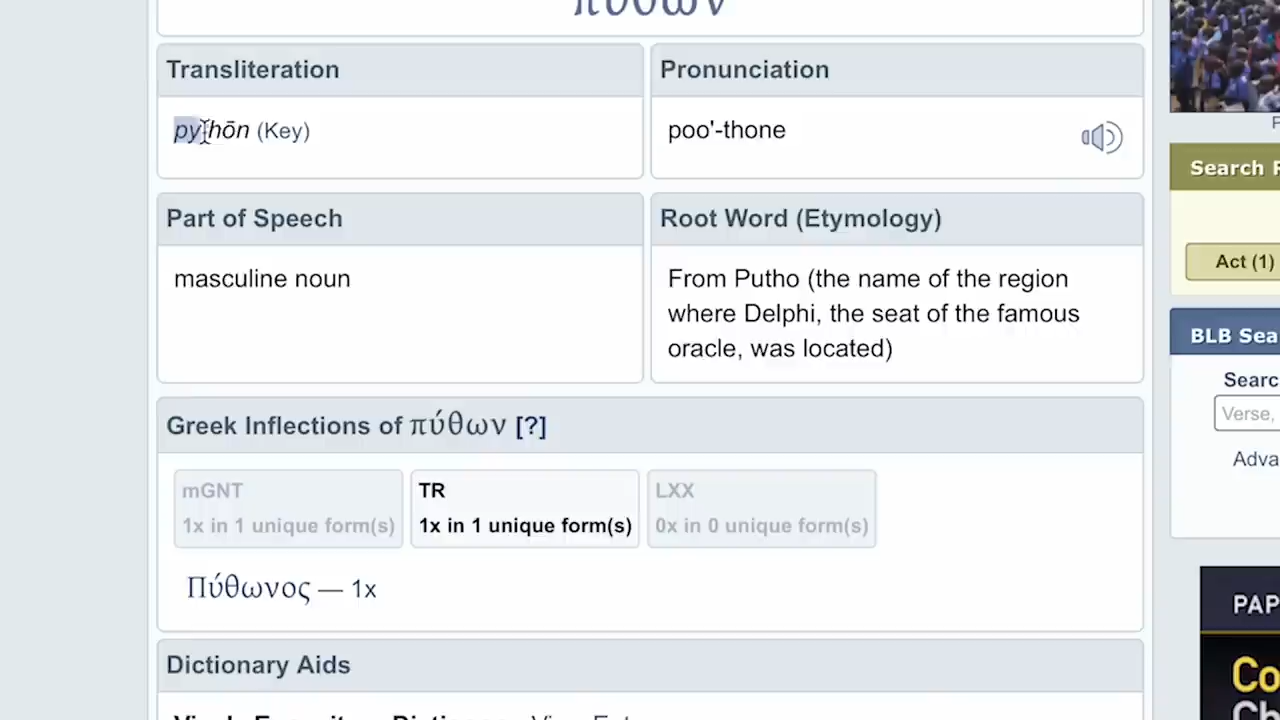 πύθων
Transliteration
Pronunciation
pythōn (Key)
poo'-thone
Search
Part of Speech
Root Word (Etymology)
masculine noun
From Putho (the name of the region
where Delphi, the seat of the famous
oracle, was located)
Act (1)
BLB Sea
Searc
Verse,
Adva
Greek Inflections of πύθων [?]
mGNT
1x in 1 unique form(s)
TR
1x in 1 unique form(s)
LXX
0x in 0 unique form(s)
Πύθωνος — 1x
PAP
Co
Dictionary Aids